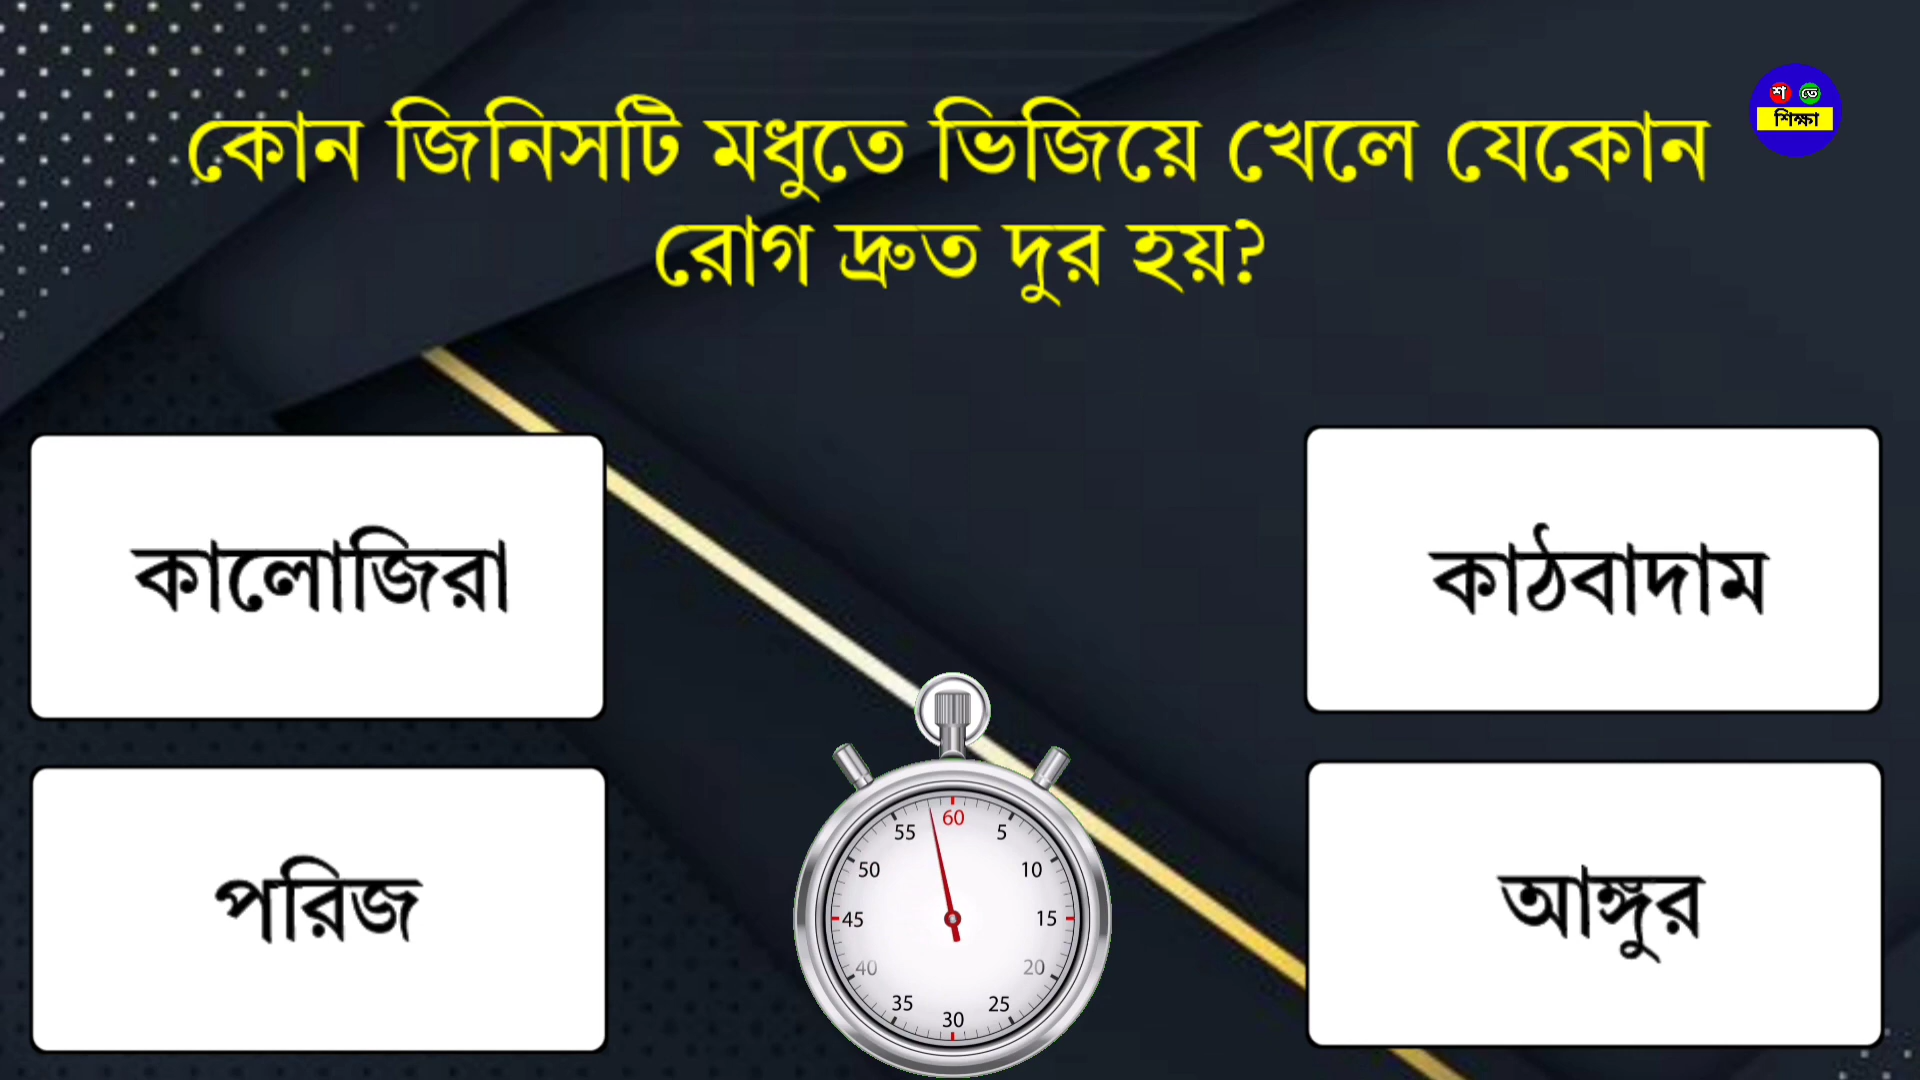 কোন জিনিসটি মধুতে ভিজিয়ে খেলে যেকোন
রোগ দ্রুত দুর হয়?
শ তে
শিক্ষা
কালোজিরা
কাঠবাদাম
পরিজ
আঙ্গুর
60
55 5
50 10
45 15
40 20
35 25
30